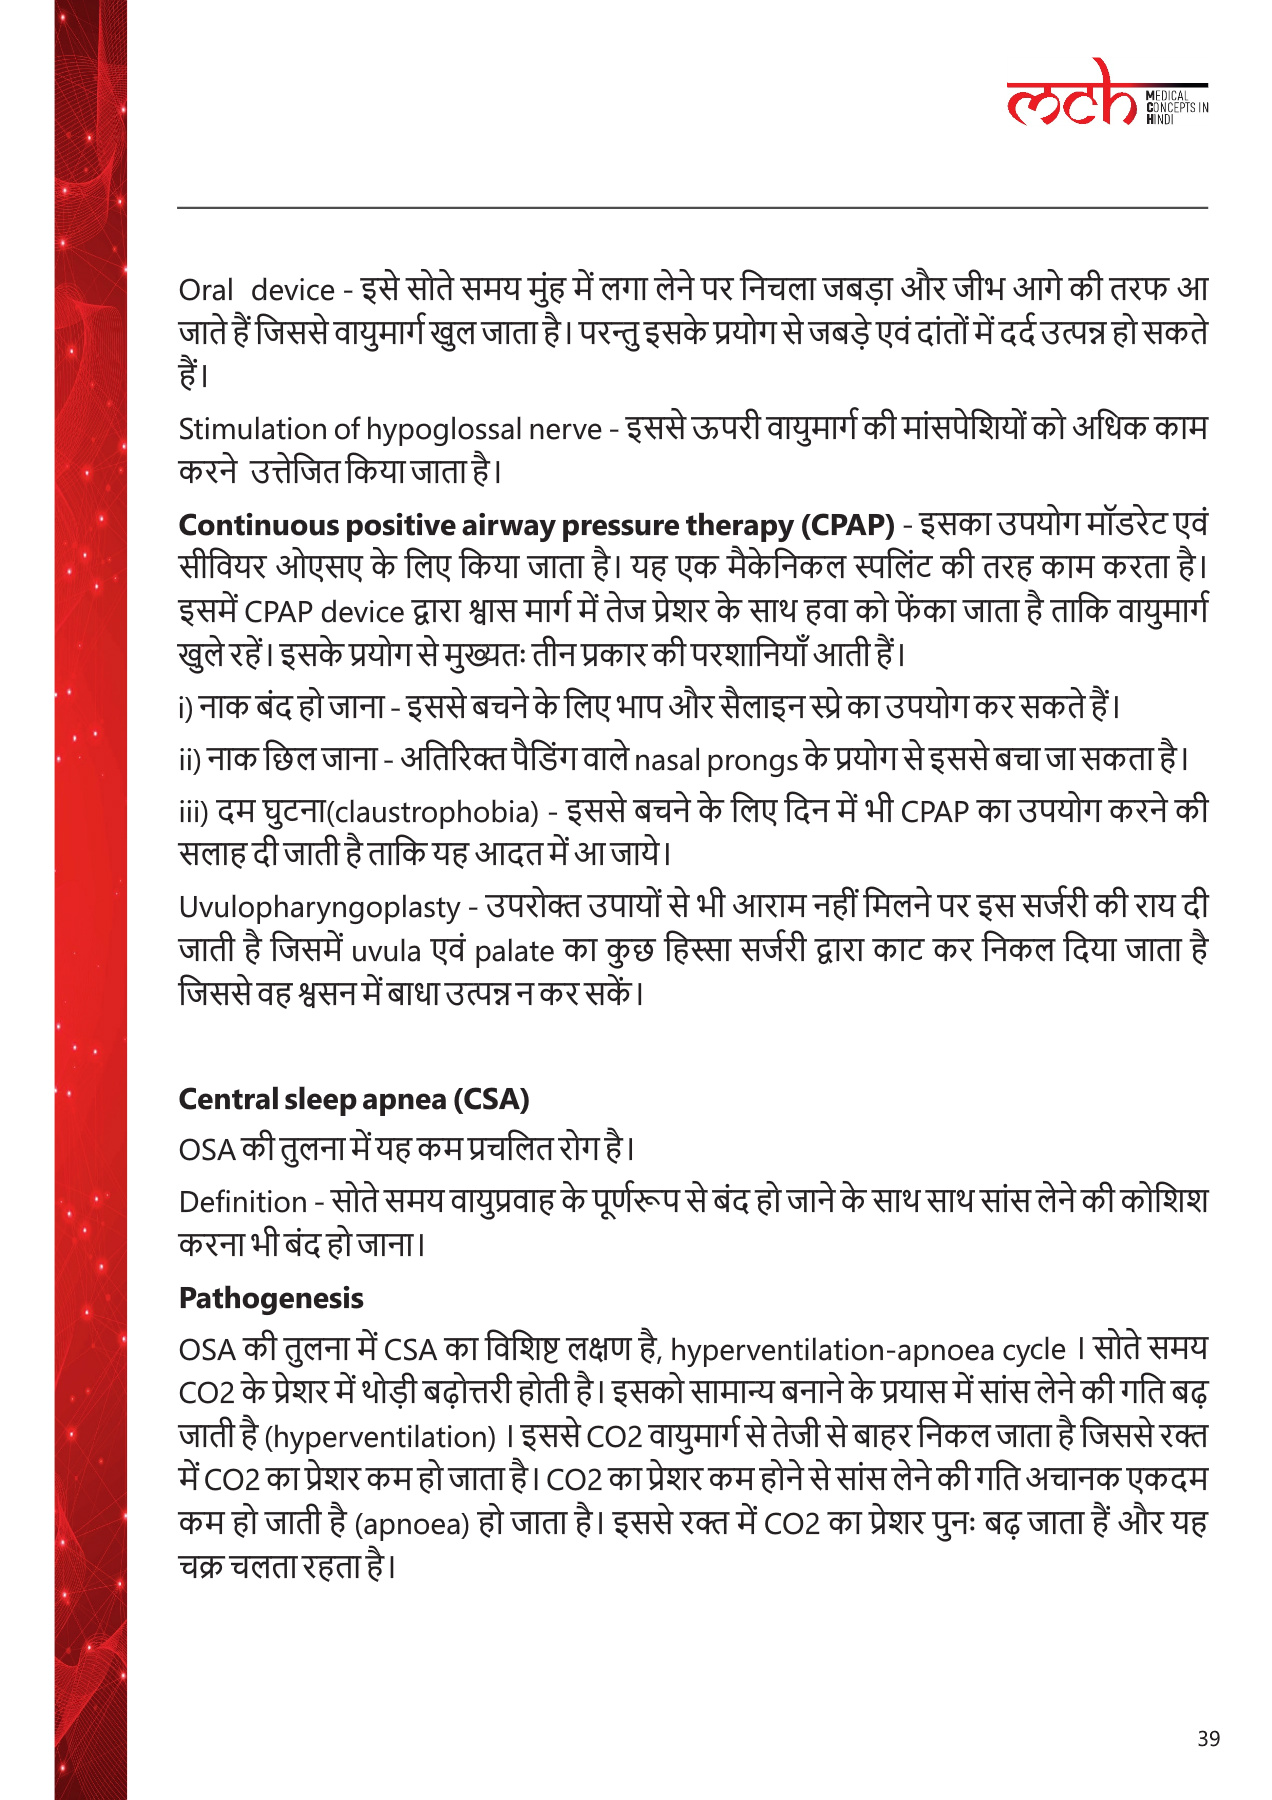 mch MEDICAL
CONCEPTS IN
HINDI
Oral device - इसे सोते समय मुंह में लगा लेने पर निचला जबड़ा और जीभ आगे की तरफ आ
जाते हैं जिससे वायुमार्ग खुल जाता है। परन्तु इसके प्रयोग से जबड़े एवं दांतों में दर्द उत्पन्न हो सकते
हैं।
Stimulation of hypoglossal nerve - इससे ऊपरी वायुमार्ग की मांसपेशियों को अधिक काम
करने उत्तेजित किया जाता है।
Continuous positive airway pressure therapy (CPAP) - इसका उपयोग मॉडरेट एवं
सीवियर ओएसए के लिए किया जाता है। यह एक मैकेनिकल स्पलिंट की तरह काम करता है।
इसमें CPAP device द्वारा श्वास मार्ग में तेज प्रेशर के साथ हवा को फेंका जाता है ताकि वायुमार्ग
खुले रहें। इसके प्रयोग से मुख्यतः तीन प्रकार की परशानियाँ आती हैं।
i) नाक बंद हो जाना - इससे बचने के लिए भाप और सैलाइन स्प्रे का उपयोग कर सकते हैं।
ii) नाक छिल जाना - अतिरिक्त पैडिंग वाले nasal prongs के प्रयोग से इससे बचा जा सकता है।
iii) दम घुटना(claustrophobia) - इससे बचने के लिए दिन में भी CPAP का उपयोग करने की
सलाह दी जाती है ताकि यह आदत में आ जाये।
Uvulopharyngoplasty - उपरोक्त उपायों से भी आराम नहीं मिलने पर इस सर्जरी की राय दी
जाती है जिसमें uvula एवं palate का कुछ हिस्सा सर्जरी द्वारा काट कर निकल दिया जाता है
जिससे वह श्वसन में बाधा उत्पन्न न कर सकें।
Central sleep apnea (CSA)
OSA की तुलना में यह कम प्रचलित रोग है।
Definition - सोते समय वायुप्रवाह के पूर्णरूप से बंद हो जाने के साथ साथ सांस लेने की कोशिश
करना भी बंद हो जाना।
Pathogenesis
OSA की तुलना में CSA का विशिष्ट लक्षण है, hyperventilation-apnoea cycle । सोते समय
CO2 के प्रेशर में थोड़ी बढ़ोत्तरी होती है। इसको सामान्य बनाने के प्रयास में सांस लेने की गति बढ़
जाती है (hyperventilation) । इससे CO2 वायुमार्ग से तेजी से बाहर निकल जाता है जिससे रक्त
में CO2 का प्रेशर कम हो जाता है। CO2 का प्रेशर कम होने से सांस लेने की गति अचानक एकदम
कम हो जाती है (apnoea) हो जाता है। इससे रक्त में CO2 का प्रेशर पुनः बढ़ जाता हैं और यह
चक्र चलता रहता है।
39